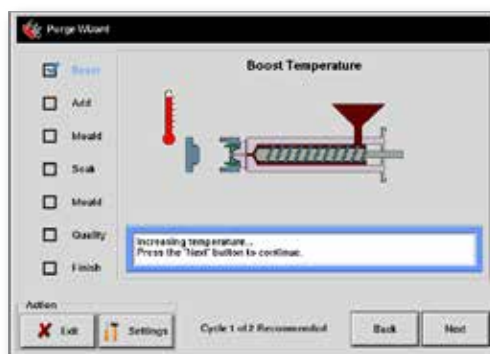 Purge Wizard
Boost Temperature
Boost
Add
Mould
Soak
Mould
Quality
Finish
Increasing temperature...
Press the "Next" button to continue.
Action
Exit
Settings
Cycle 1 of 2 Recommended
Back
Next